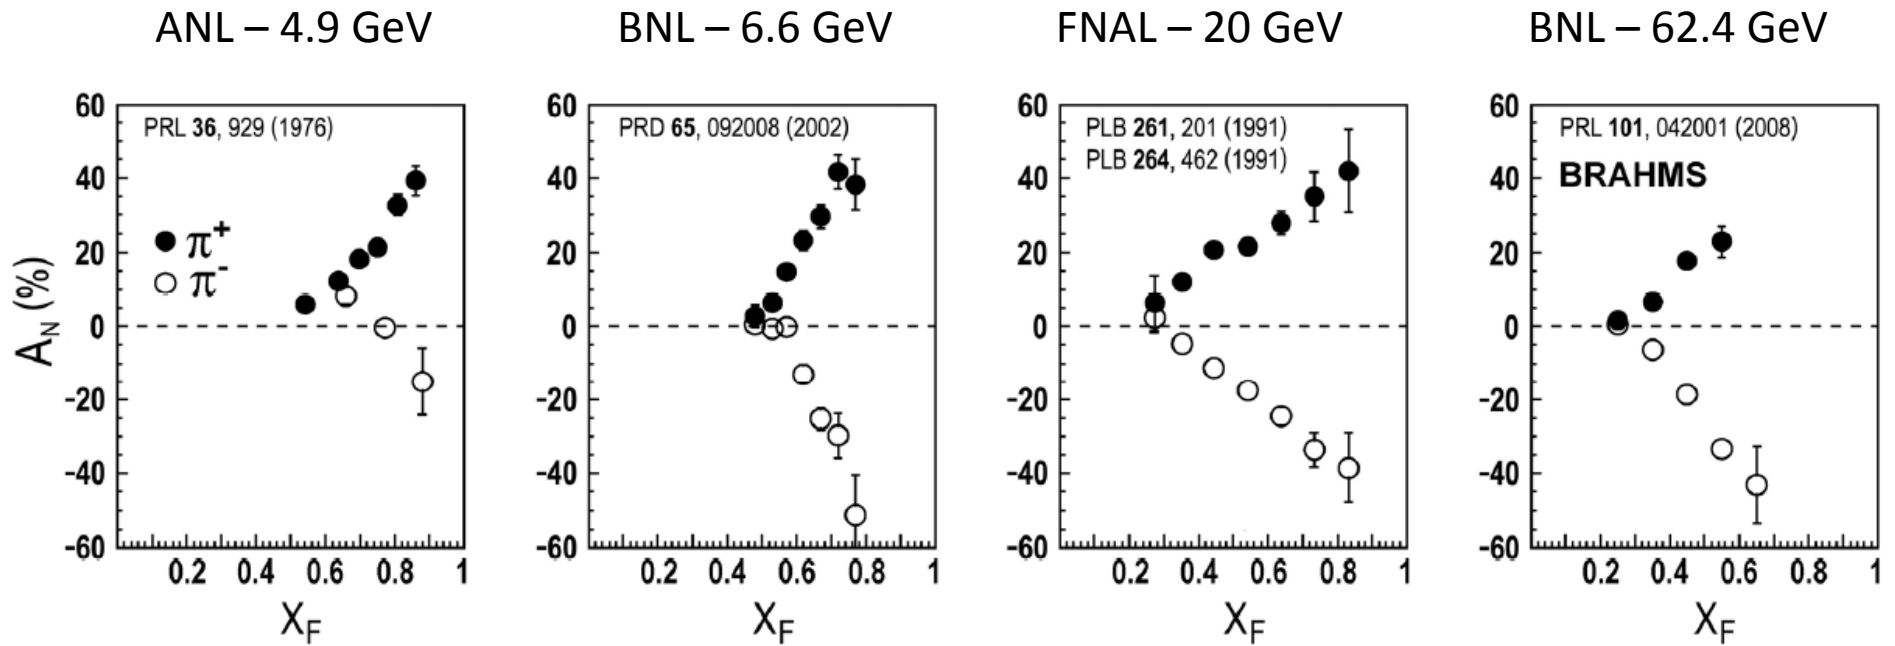 ANL – 4.9 GeV
BNL – 6.6 GeV
FNAL – 20 GeV
BNL – 62.4 GeV
A_N (%)
60
40
20
0
-20
-40
-60
PRL 36, 929 (1976)
π+
π-
0.2 0.4 0.6 0.8 1
X_F
60
40
20
0
-20
-40
-60
PRD 65, 092008 (2002)
0.2 0.4 0.6 0.8 1
X_F
60
40
20
0
-20
-40
-60
PLB 261, 201 (1991)
PLB 264, 462 (1991)
0.2 0.4 0.6 0.8 1
X_F
60
40
20
0
-20
-40
-60
PRL 101, 042001 (2008)
BRAHMS
0.2 0.4 0.6 0.8 1
X_F